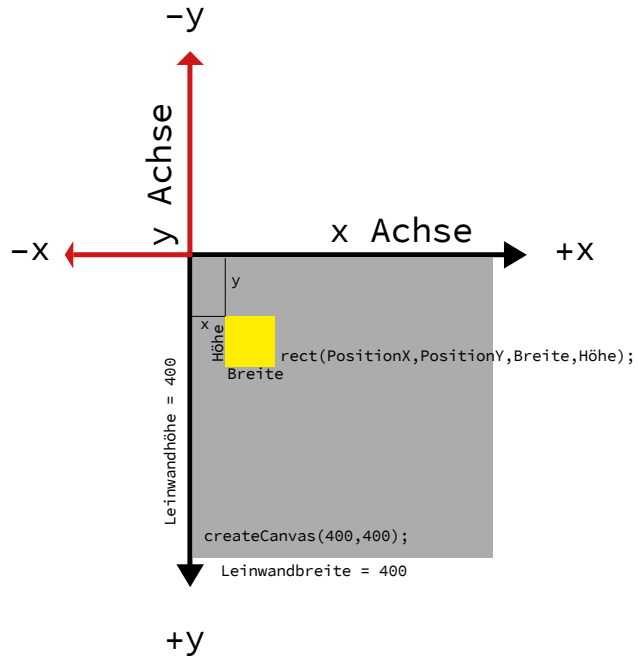 -y
y Achse
x Achse
-x
+x
y
x
Höhe
rect(PositionX,PositionY,Breite,Höhe);
Breite
Leinwandhöhe = 400
createCanvas(400,400);
Leinwandbreite = 400
+y